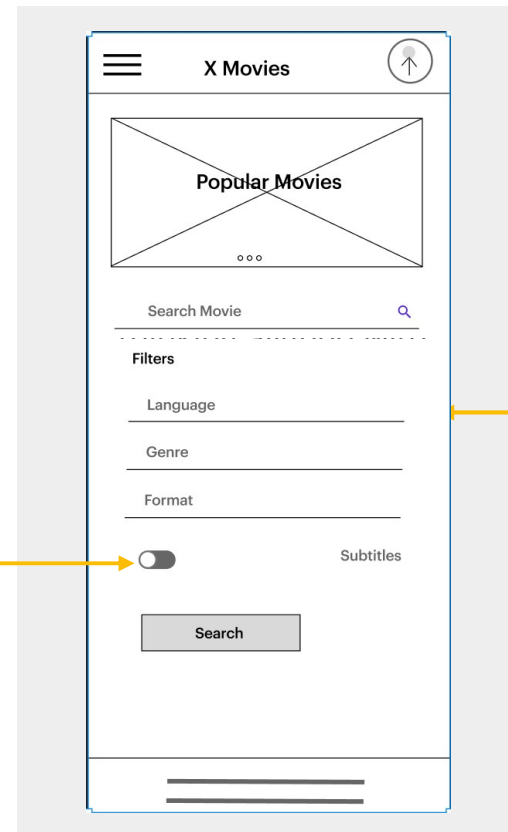 X Movies
Popular Movies
Search Movie
Filters
Language
Genre
Format
Subtitles
Search